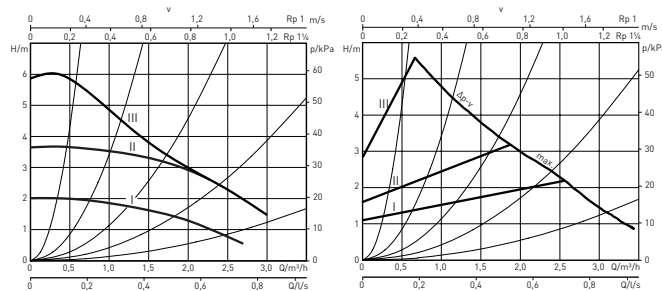 v
0 0,4 0,8 1,2 1,6 Rp 1 m/s
0 0,2 0,4 0,6 0,8 1,0 1,2 Rp 1¼
H/m p/kPa
6
5
4
3
2
1
0
60
50
40
30
20
10
0
III
II
I
0 0,5 1,0 1,5 2,0 2,5 3,0 Q/m³/h
0 0,2 0,4 0,6 0,8 Q/l/s
v
0 0,4 0,8 1,2 1,6 Rp 1 m/s
0 0,2 0,4 0,6 0,8 1,0 Rp 1¼
H/m p/kPa
5
4
3
2
1
0
50
40
30
20
10
0
III
II
I
Δp-v
max.
0 0,5 1,0 1,5 2,0 2,5 3,0 Q/m³/h
0 0,2 0,4 0,6 0,8 Q/l/s